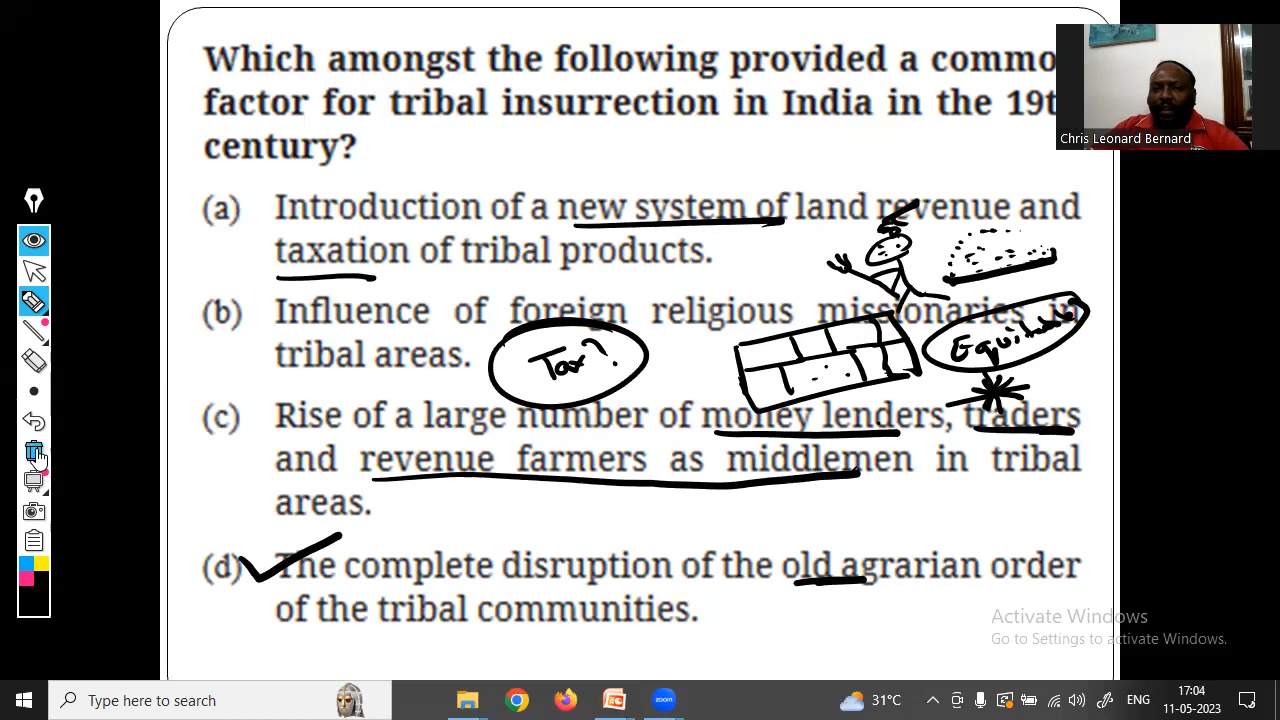 Which amongst the following provided a commo
factor for tribal insurrection in India in the 19t
century?
(a) Introduction of a new system of land revenue and
taxation of tribal products.
(b) Influence of foreign religious missionaries in
tribal areas.
Tax?
Equitable
(c) Rise of a large number of money lenders, traders
and revenue farmers as middlemen in tribal
areas.
(d) The complete disruption of the old agrarian order
of the tribal communities.
Chris Leonard Bernard
Activate Windows
Go to Settings to activate Windows.
Type here to search
31°C
ENG
17:04
11-05-2023